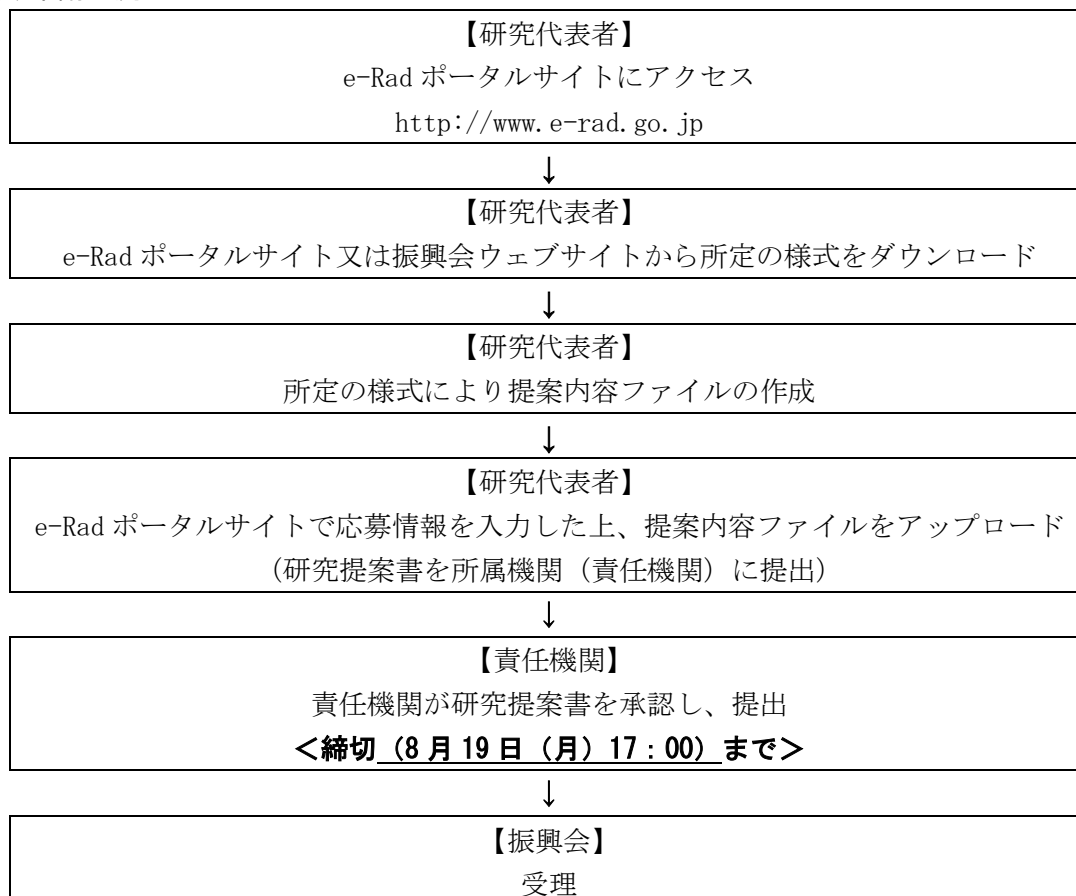 【研究代表者】
e-Rad ポータルサイトにアクセス
http://www.e-rad.go.jp
↓
【研究代表者】
e-Rad ポータルサイト又は振興会ウェブサイトから所定の様式をダウンロード
↓
【研究代表者】
所定の様式により提案内容ファイルの作成
↓
【研究代表者】
e-Rad ポータルサイトで応募情報を入力した上、提案内容ファイルをアップロード
(研究提案書を所属機関（責任機関）に提出)
↓
【責任機関】
責任機関が研究提案書を承認し、提出
＜締切（8 月 19 日（月）17：00）まで＞
↓
【振興会】
受理